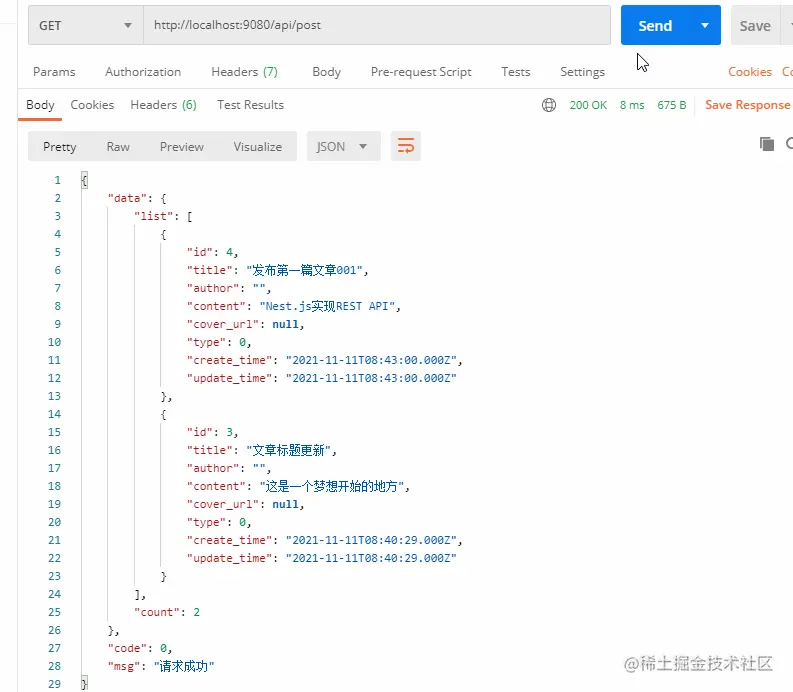 GET http://localhost:9080/api/post Send Save
Params Authorization Headers (7) Body Pre-request Script Tests Settings Cookies
Body Cookies Headers (6) Test Results 200 OK 8 ms 675 B Save Response
Pretty Raw Preview Visualize JSON
1 {
2 "data": {
3 "list": [
4 {
5 "id": 4,
6 "title": "发布第一篇文章001",
7 "author": "",
8 "content": "Nest.js实现REST API",
9 "cover_url": null,
10 "type": 0,
11 "create_time": "2021-11-11T08:43:00.000Z",
12 "update_time": "2021-11-11T08:43:00.000Z"
13 },
14 {
15 "id": 3,
16 "title": "文章标题更新",
17 "author": "",
18 "content": "这是一个梦想开始的地方",
19 "cover_url": null,
20 "type": 0,
21 "create_time": "2021-11-11T08:40:29.000Z",
22 "update_time": "2021-11-11T08:40:29.000Z"
23 }
24 ],
25 "count": 2
26 },
27 "code": 0,
28 "msg": "请求成功"
29 }
@稀土掘金技术社区